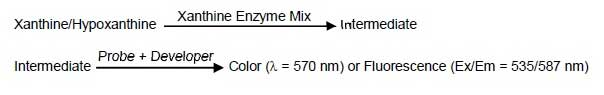 Xanthine Enzyme Mix
Xanthine/Hypoxanthine Intermediate
Probe + Developer
Intermediate Color (λ = 570 nm) or Fluorescence (Ex/Em = 535/587 nm)